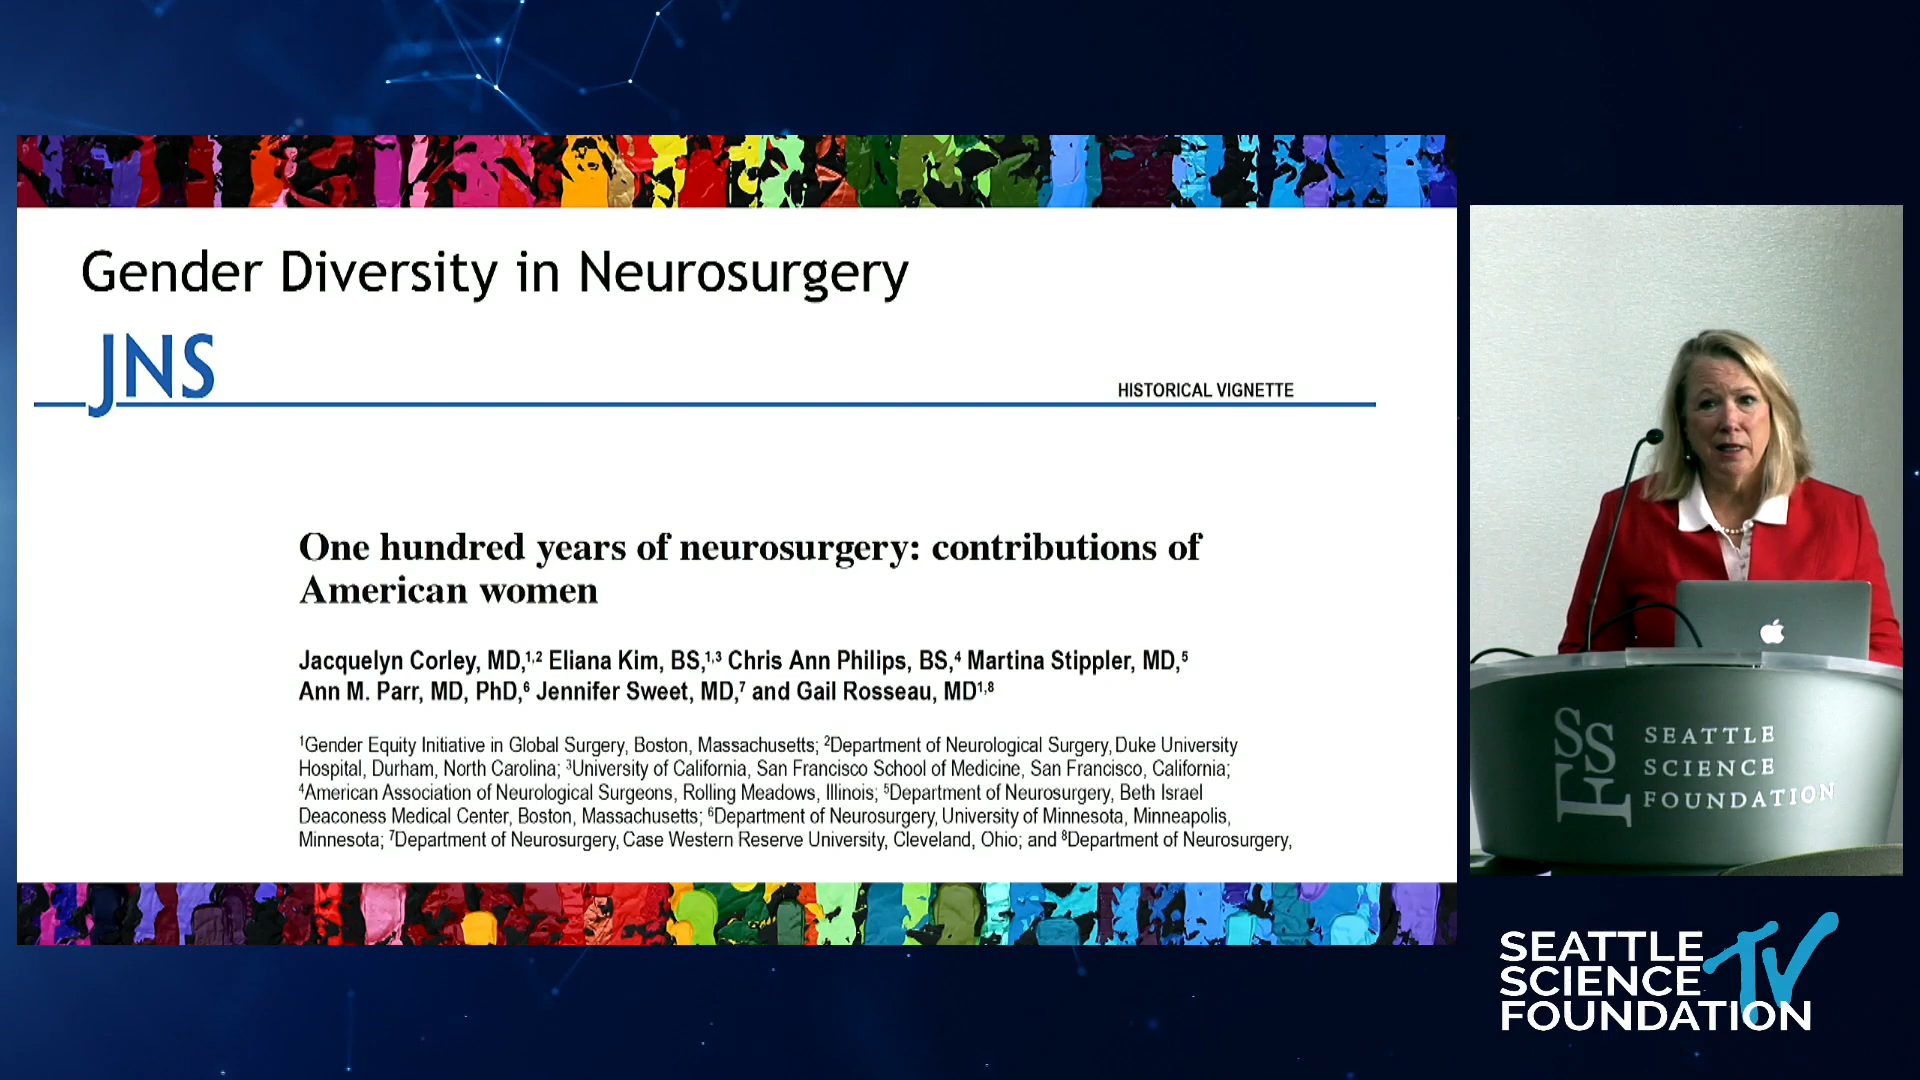 Gender Diversity in Neurosurgery
JNS
HISTORICAL VIGNETTE
One hundred years of neurosurgery: contributions of
American women
Jacquelyn Corley, MD,1,2 Eliana Kim, BS,1,3 Chris Ann Philips, BS,4 Martina Stippler, MD,5
Ann M. Parr, MD, PhD,6 Jennifer Sweet, MD,7 and Gail Rosseau, MD1,8
1Gender Equity Initiative in Global Surgery, Boston, Massachusetts; 2Department of Neurological Surgery, Duke University
Hospital, Durham, North Carolina; 3University of California, San Francisco School of Medicine, San Francisco, California;
4American Association of Neurological Surgeons, Rolling Meadows, Illinois; 5Department of Neurosurgery, Beth Israel
Deaconess Medical Center, Boston, Massachusetts; 6Department of Neurosurgery, University of Minnesota, Minneapolis,
Minnesota; 7Department of Neurosurgery, Case Western Reserve University, Cleveland, Ohio; and 8Department of Neurosurgery,
SSF
SEATTLE
SCIENCE
FOUNDATION
SEATTLE
SCIENCE
FOUNDATION
TV